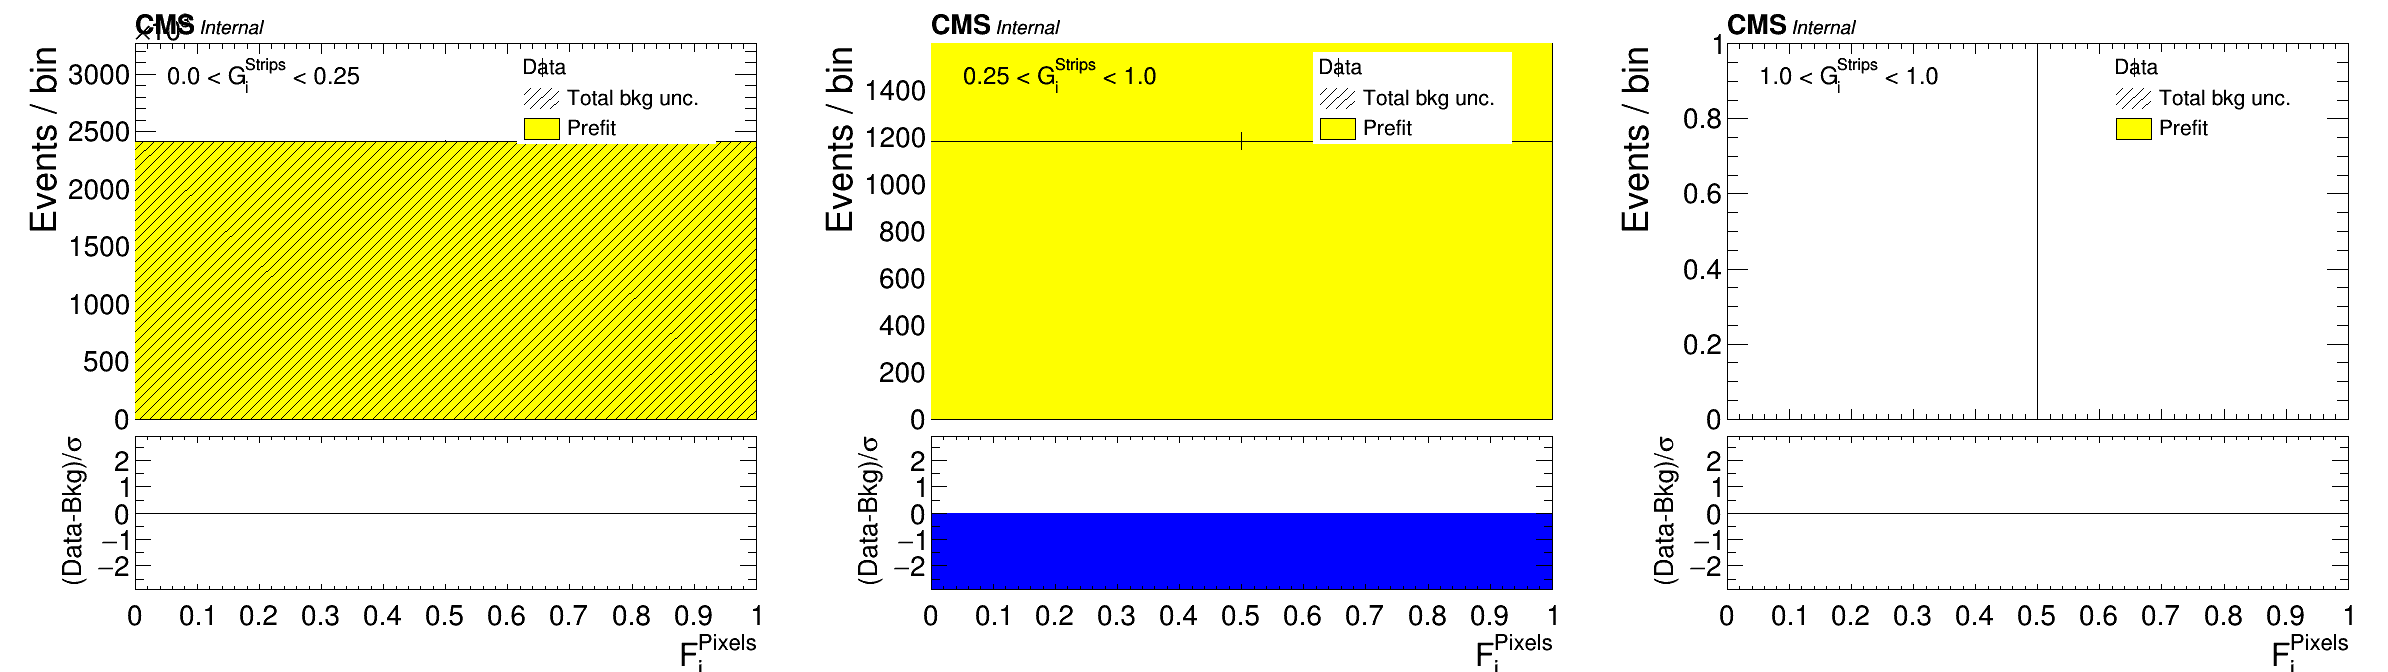 CMS Internal
×10³
Events / bin
3000
2500
2000
1500
1000
500
0
0.0 < G_i^Strips < 0.25
Data
Total bkg unc.
Prefit
(Data-Bkg)/σ
2
1
0
−1
−2
0 0.1 0.2 0.3 0.4 0.5 0.6 0.7 0.8 0.9 1
F_i^Pixels
CMS Internal
Events / bin
1400
1200
1000
800
600
400
200
0
0.25 < G_i^Strips < 1.0
Data
Total bkg unc.
Prefit
(Data-Bkg)/σ
2
1
0
−1
−2
0 0.1 0.2 0.3 0.4 0.5 0.6 0.7 0.8 0.9 1
F_i^Pixels
CMS Internal
Events / bin
1
0.8
0.6
0.4
0.2
0
1.0 < G_i^Strips < 1.0
Data
Total bkg unc.
Prefit
(Data-Bkg)/σ
2
1
0
−1
−2
0 0.1 0.2 0.3 0.4 0.5 0.6 0.7 0.8 0.9 1
F_i^Pixels